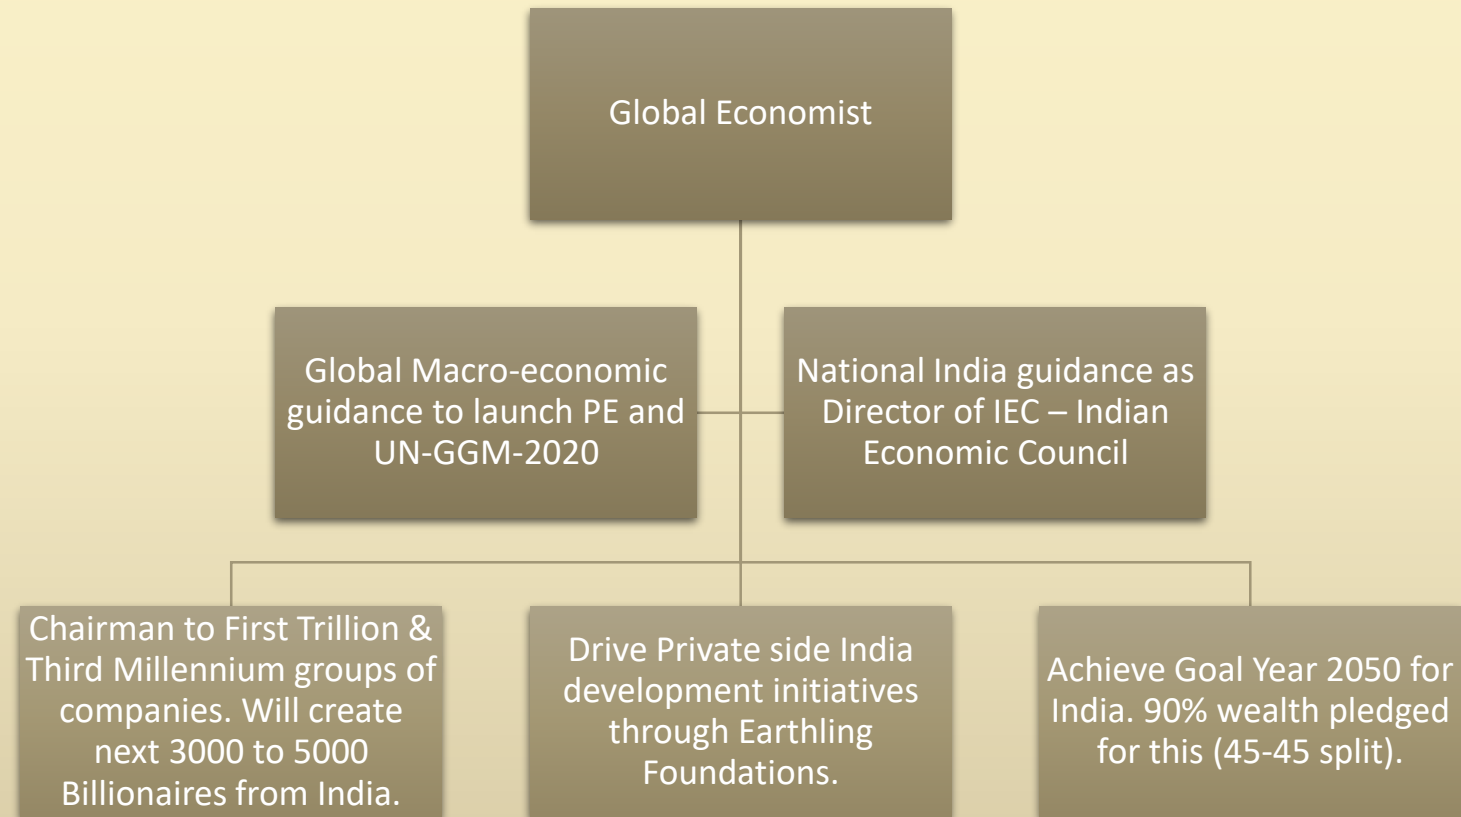 Global Economist
Global Macro-economic
guidance to launch PE and
UN-GGM-2020
National India guidance as
Director of IEC – Indian
Economic Council
Chairman to First Trillion &
Third Millennium groups of
companies. Will create
next 3000 to 5000
Billionaires from India.
Drive Private side India
development initiatives
through Earthling
Foundations.
Achieve Goal Year 2050 for
India. 90% wealth pledged
for this (45-45 split).